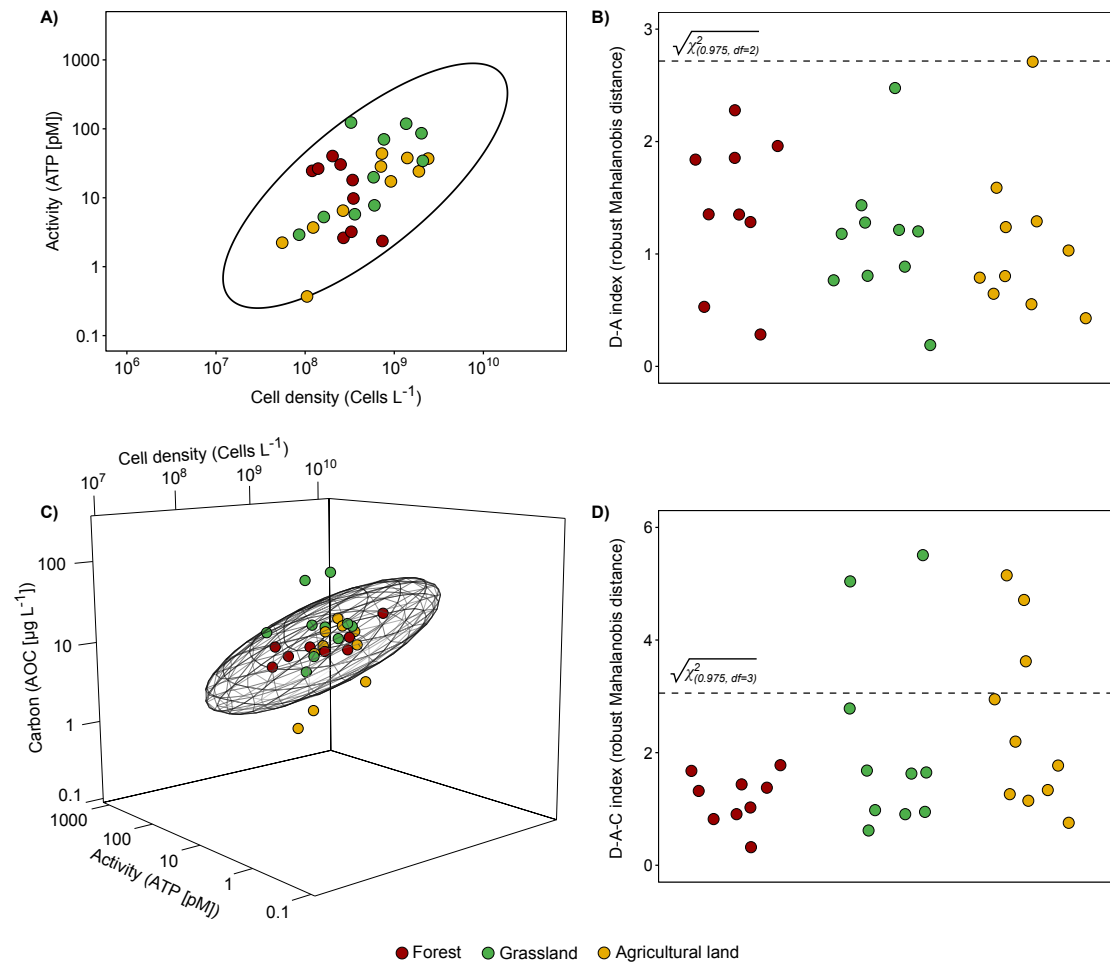 A)
Activity (ATP [pM])
1000
100
10
1
0.1
10⁶
10⁷
10⁸
10⁹
10¹⁰
Cell density (Cells L⁻¹)
B)
D-A index (robust Mahalanobis distance)
3
2
1
0
√χ²(0.975, df=2)
C)
Cell density (Cells L⁻¹)
10⁷
10⁸
10⁹
10¹⁰
Carbon (AOC [µg L⁻¹])
100
10
1
0.1
1000
100
10
1
0.1
Activity (ATP [pM])
D)
D-A-C index (robust Mahalanobis distance)
6
4
2
0
√χ²(0.975, df=3)
Forest Grassland Agricultural land